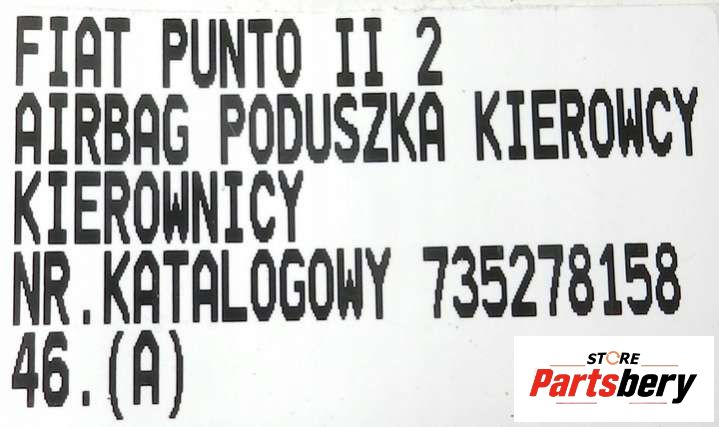 FIAT PUNTO II 2
AIRBAG PODUSZKA KIEROWCY
KIEROWNICY
NR.KATALOGOWY 735278158
46.(A)
STORE
Partsbery